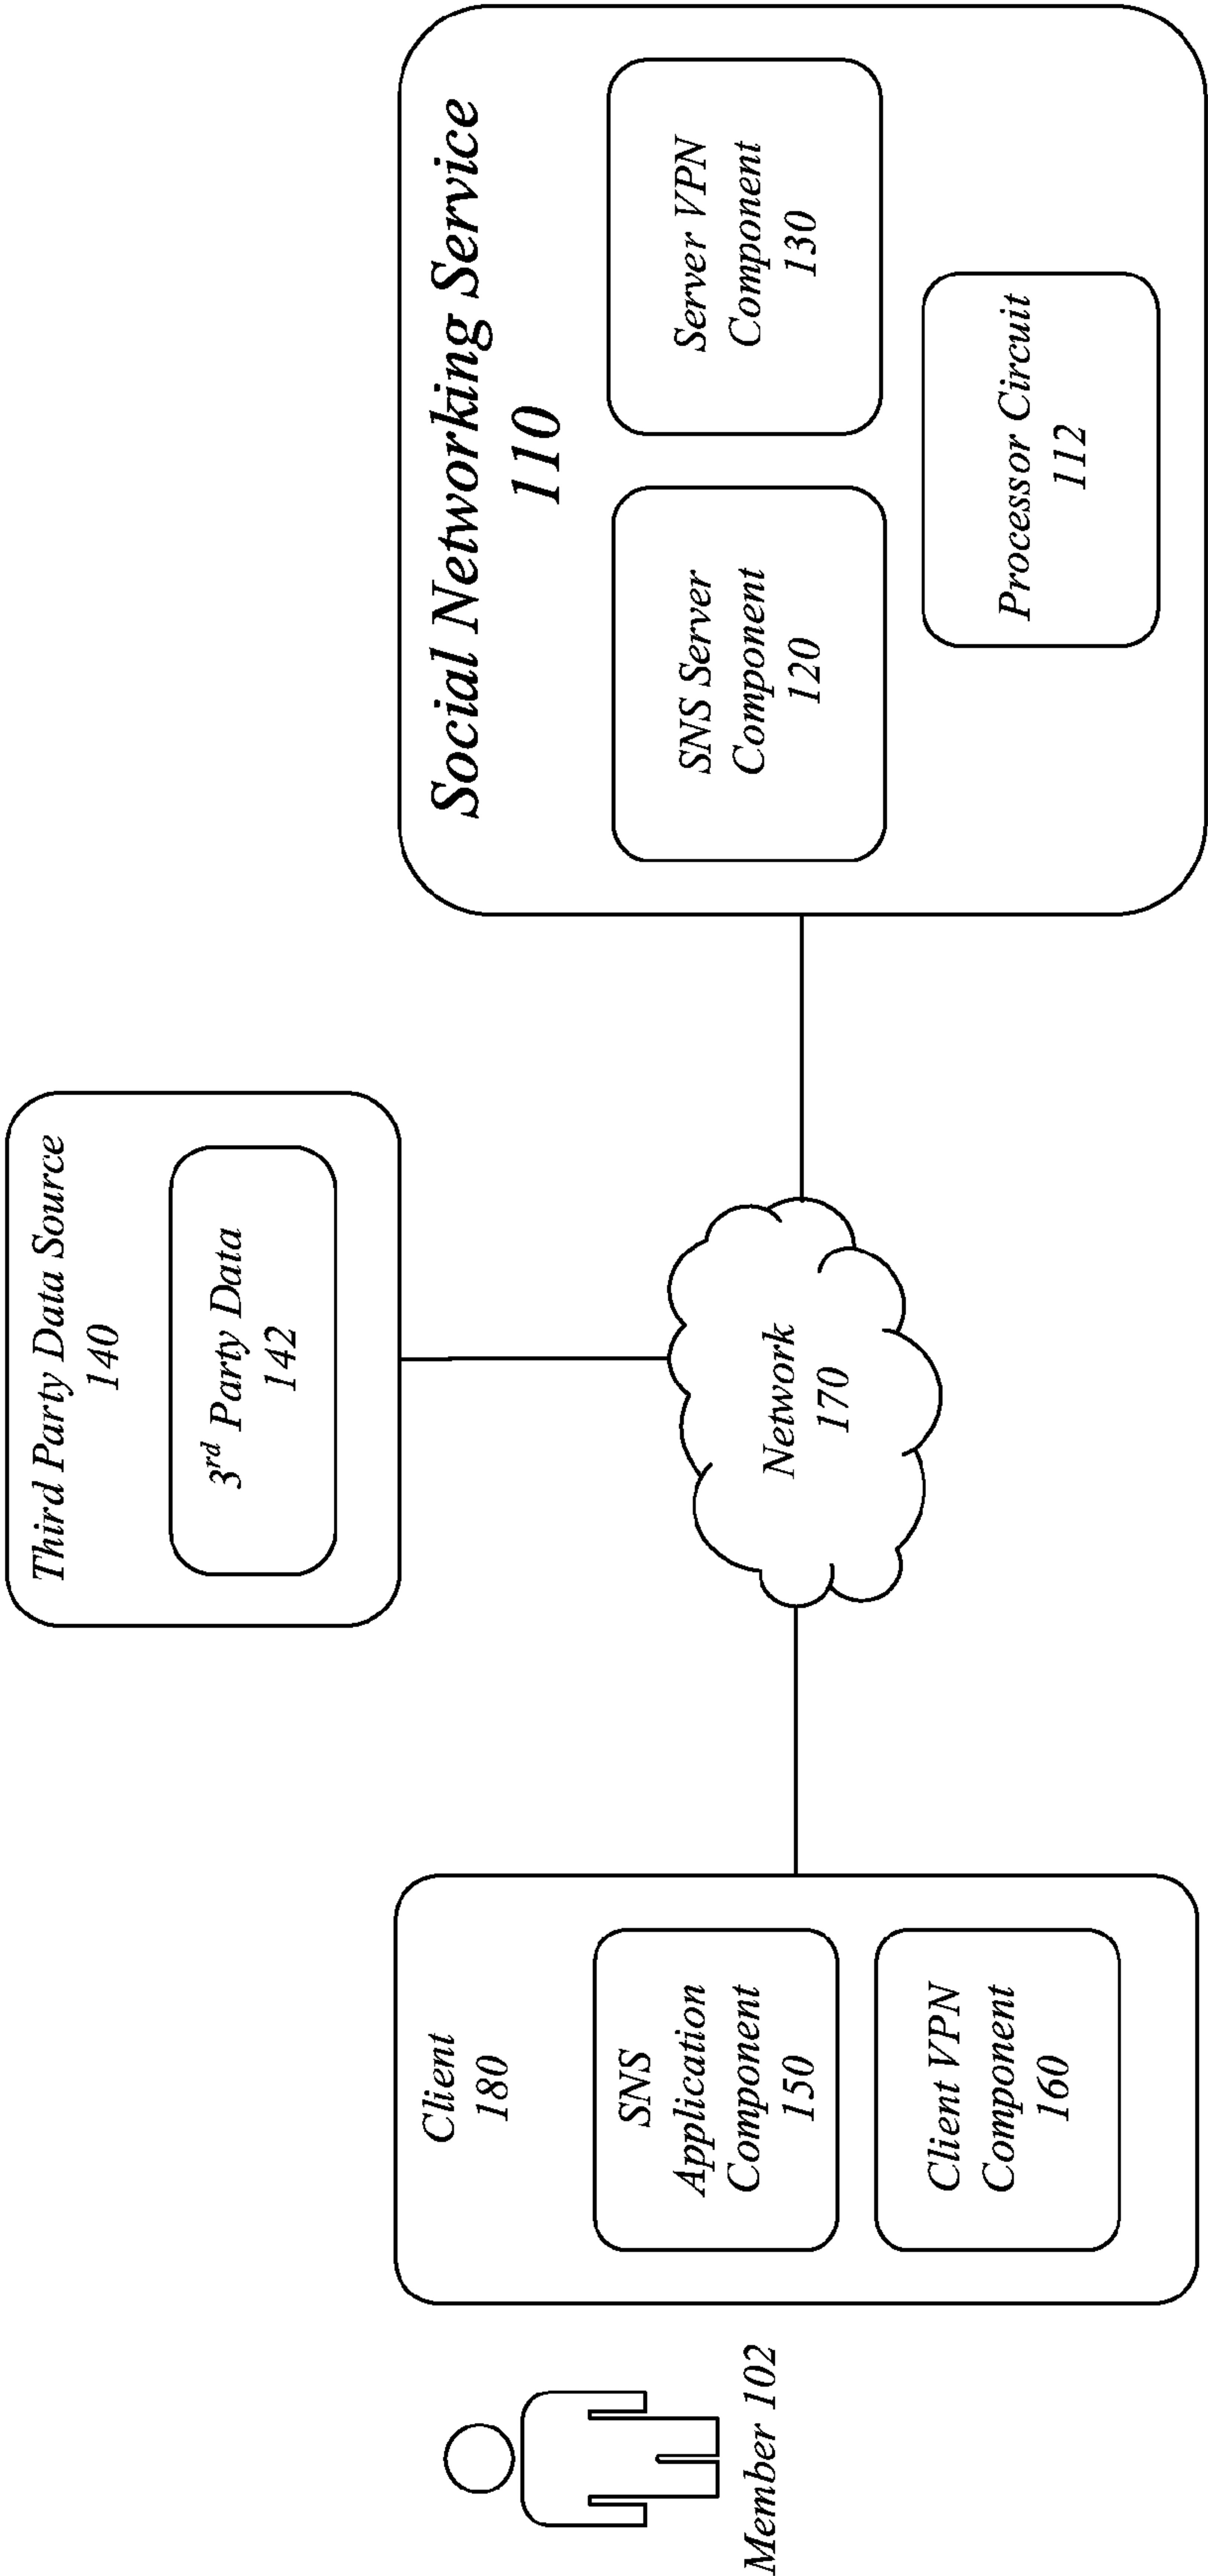 Third Party Data Source
140
3rd Party Data
142
Member 102
Client
180
SNS
Application
Component
150
Client VPN
Component
160
Network
170
Social Networking Service
110
SNS Server
Component
120
Server VPN
Component
130
Processor Circuit
112